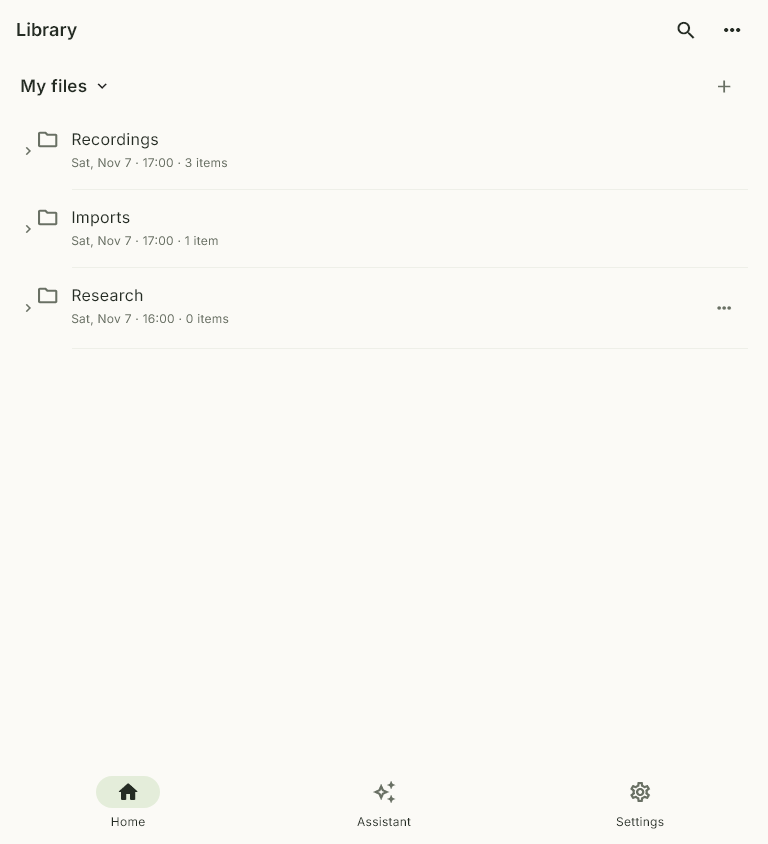 Library
My files
Recordings
Sat, Nov 7 · 17:00 · 3 items
Imports
Sat, Nov 7 · 17:00 · 1 item
Research
Sat, Nov 7 · 16:00 · 0 items
Home
Assistant
Settings